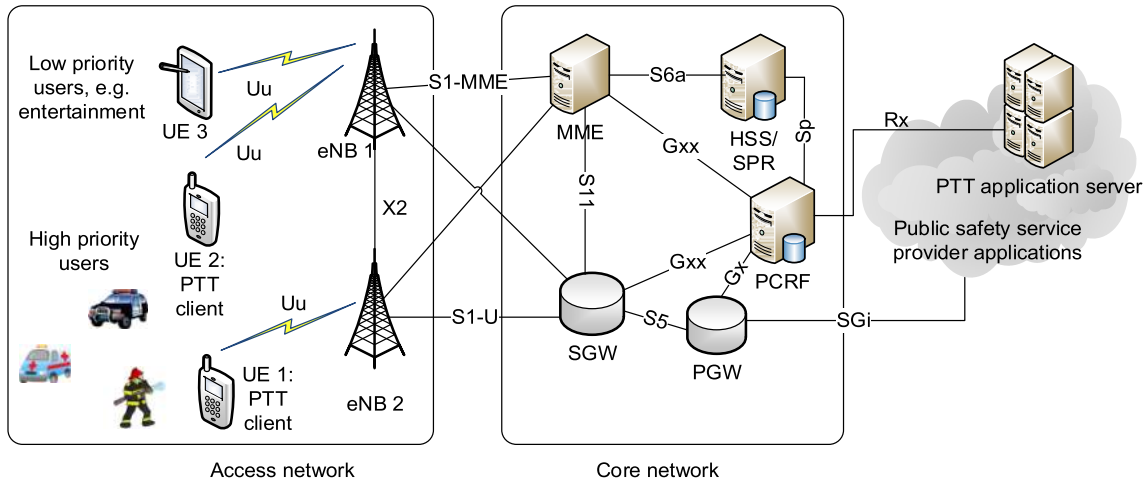 Low priority
users, e.g.
entertainment
UE 3
Uu
Uu
eNB 1
S1-MME
MME
S6a
HSS/
SPR
Sp
Gxx
Rx
PTT application server
Public safety service
provider applications
High priority
users
UE 2:
PTT
client
X2
S11
Gxx
Gx
PCRF
Uu
UE 1:
PTT
client
eNB 2
S1-U
SGW
S5
PGW
SGi
Access network
Core network